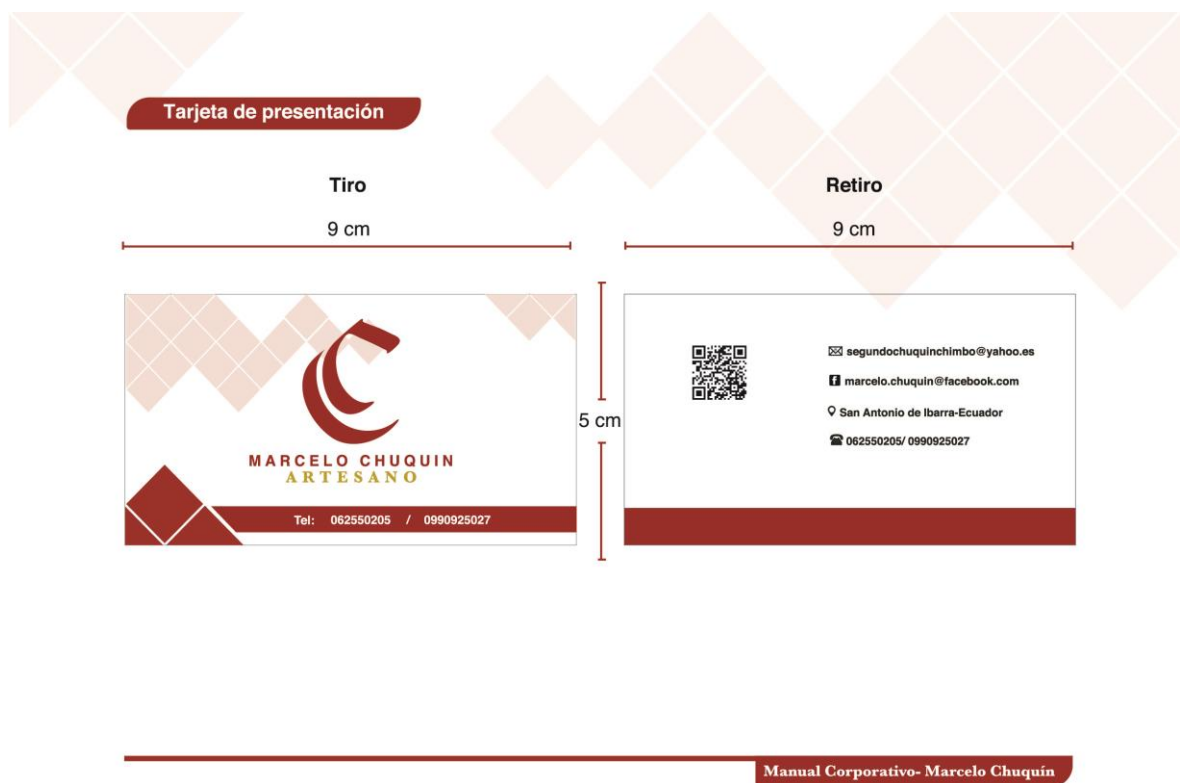 Tarjeta de presentación
Tiro
9 cm
Retiro
9 cm
5 cm
MARCELO CHUQUIN
ARTESANO
Tel: 062550205 / 0990925027
segundochuquinchimbo@yahoo.es
marcelo.chuquin@facebook.com
San Antonio de Ibarra-Ecuador
062550205/ 0990925027
Manual Corporativo- Marcelo Chuquín